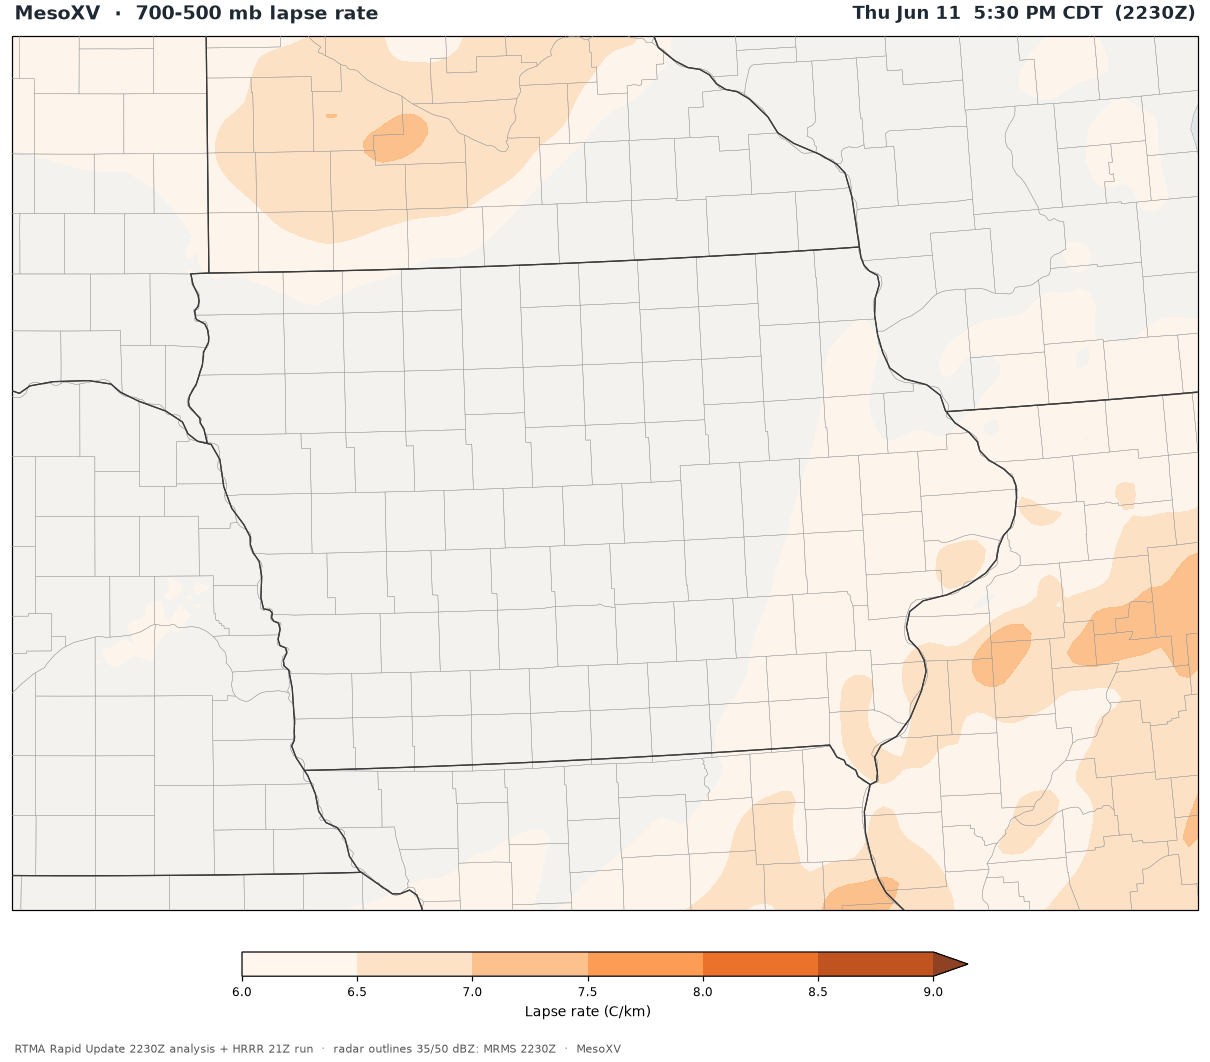 MesoXV · 700-500 mb lapse rate
Thu Jun 11 5:30 PM CDT (2230Z)
6.0 6.5 7.0 7.5 8.0 8.5 9.0
Lapse rate (C/km)
RTMA Rapid Update 2230Z analysis + HRRR 21Z run · radar outlines 35/50 dBZ: MRMS 2230Z · MesoXV